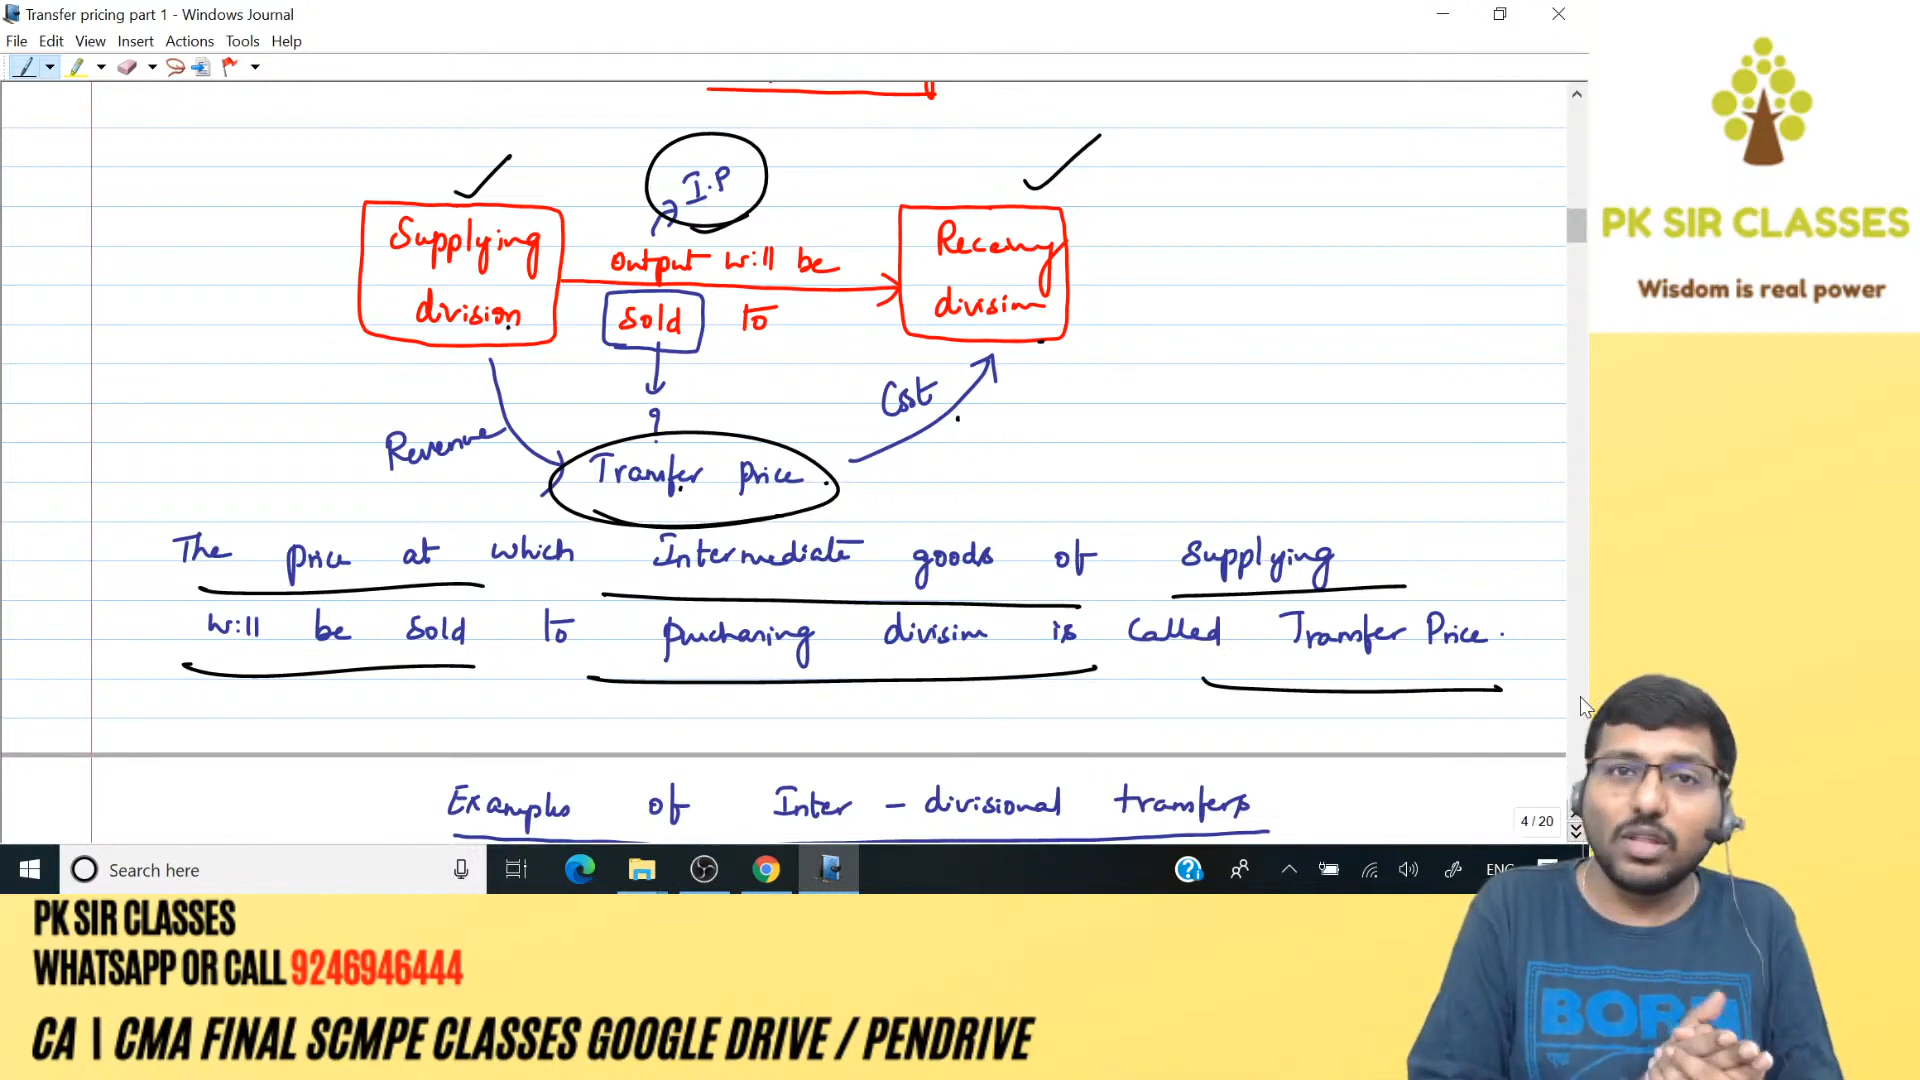 Transfer pricing part 1 - Windows Journal
File Edit View Insert Actions Tools Help
I.P
Supplying
division
output will be
sold to
Receiving
division
Revenue
?
Cost
Transfer price
The price at which Intermediate goods of Supplying
will be sold to purchasing division is called Transfer Price.
Examples of Inter - divisional transfers
4 / 20
Search here
ENG
PK SIR CLASSES
Wisdom is real power
BORN
PK SIR CLASSES
WHATSAPP OR CALL 9246946444
CA \ CMA FINAL SCMPE CLASSES GOOGLE DRIVE / PENDRIVE